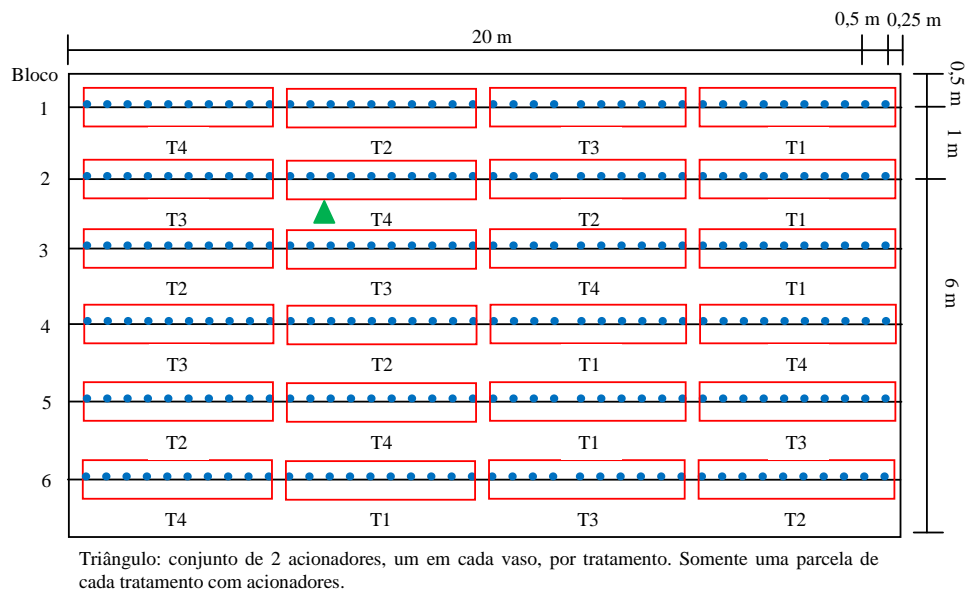 0,5 m 0,25 m
20 m
Bloco
0,5 m
1
T4 T2 T3 T1
1 m
2
T3 T4 T2 T1
3
T2 T3 T4 T1
6 m
4
T3 T2 T1 T4
5
T2 T4 T1 T3
6
T4 T1 T3 T2
Triângulo: conjunto de 2 acionadores, um em cada vaso, por tratamento. Somente uma parcela de
cada tratamento com acionadores.